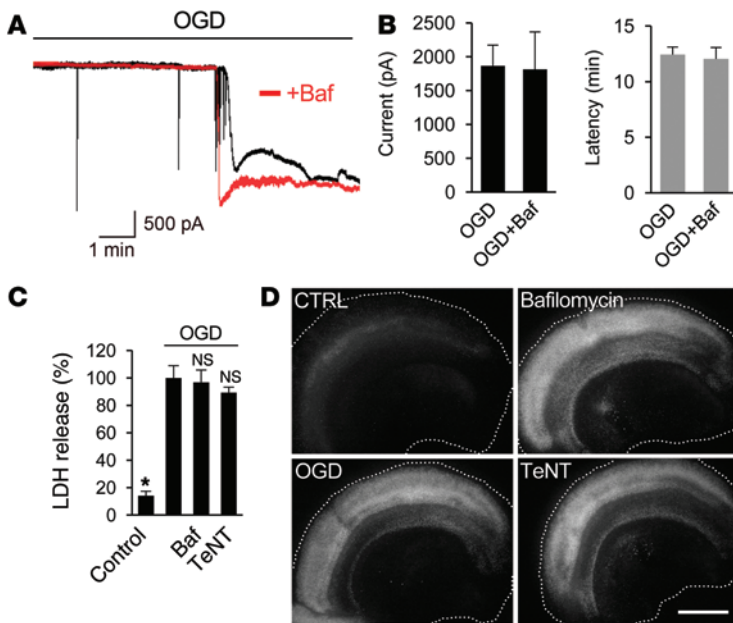 A
OGD
+Baf
500 pA
1 min
B
Current (pA)
2500
2000
1500
1000
500
0
OGD
OGD+Baf
Latency (min)
15
10
5
0
OGD
OGD+Baf
C
OGD
LDH release (%)
120
100
80
60
40
20
0
*
NS
NS
Control
Baf
TeNT
D
CTRL
Bafilomycin
OGD
TeNT